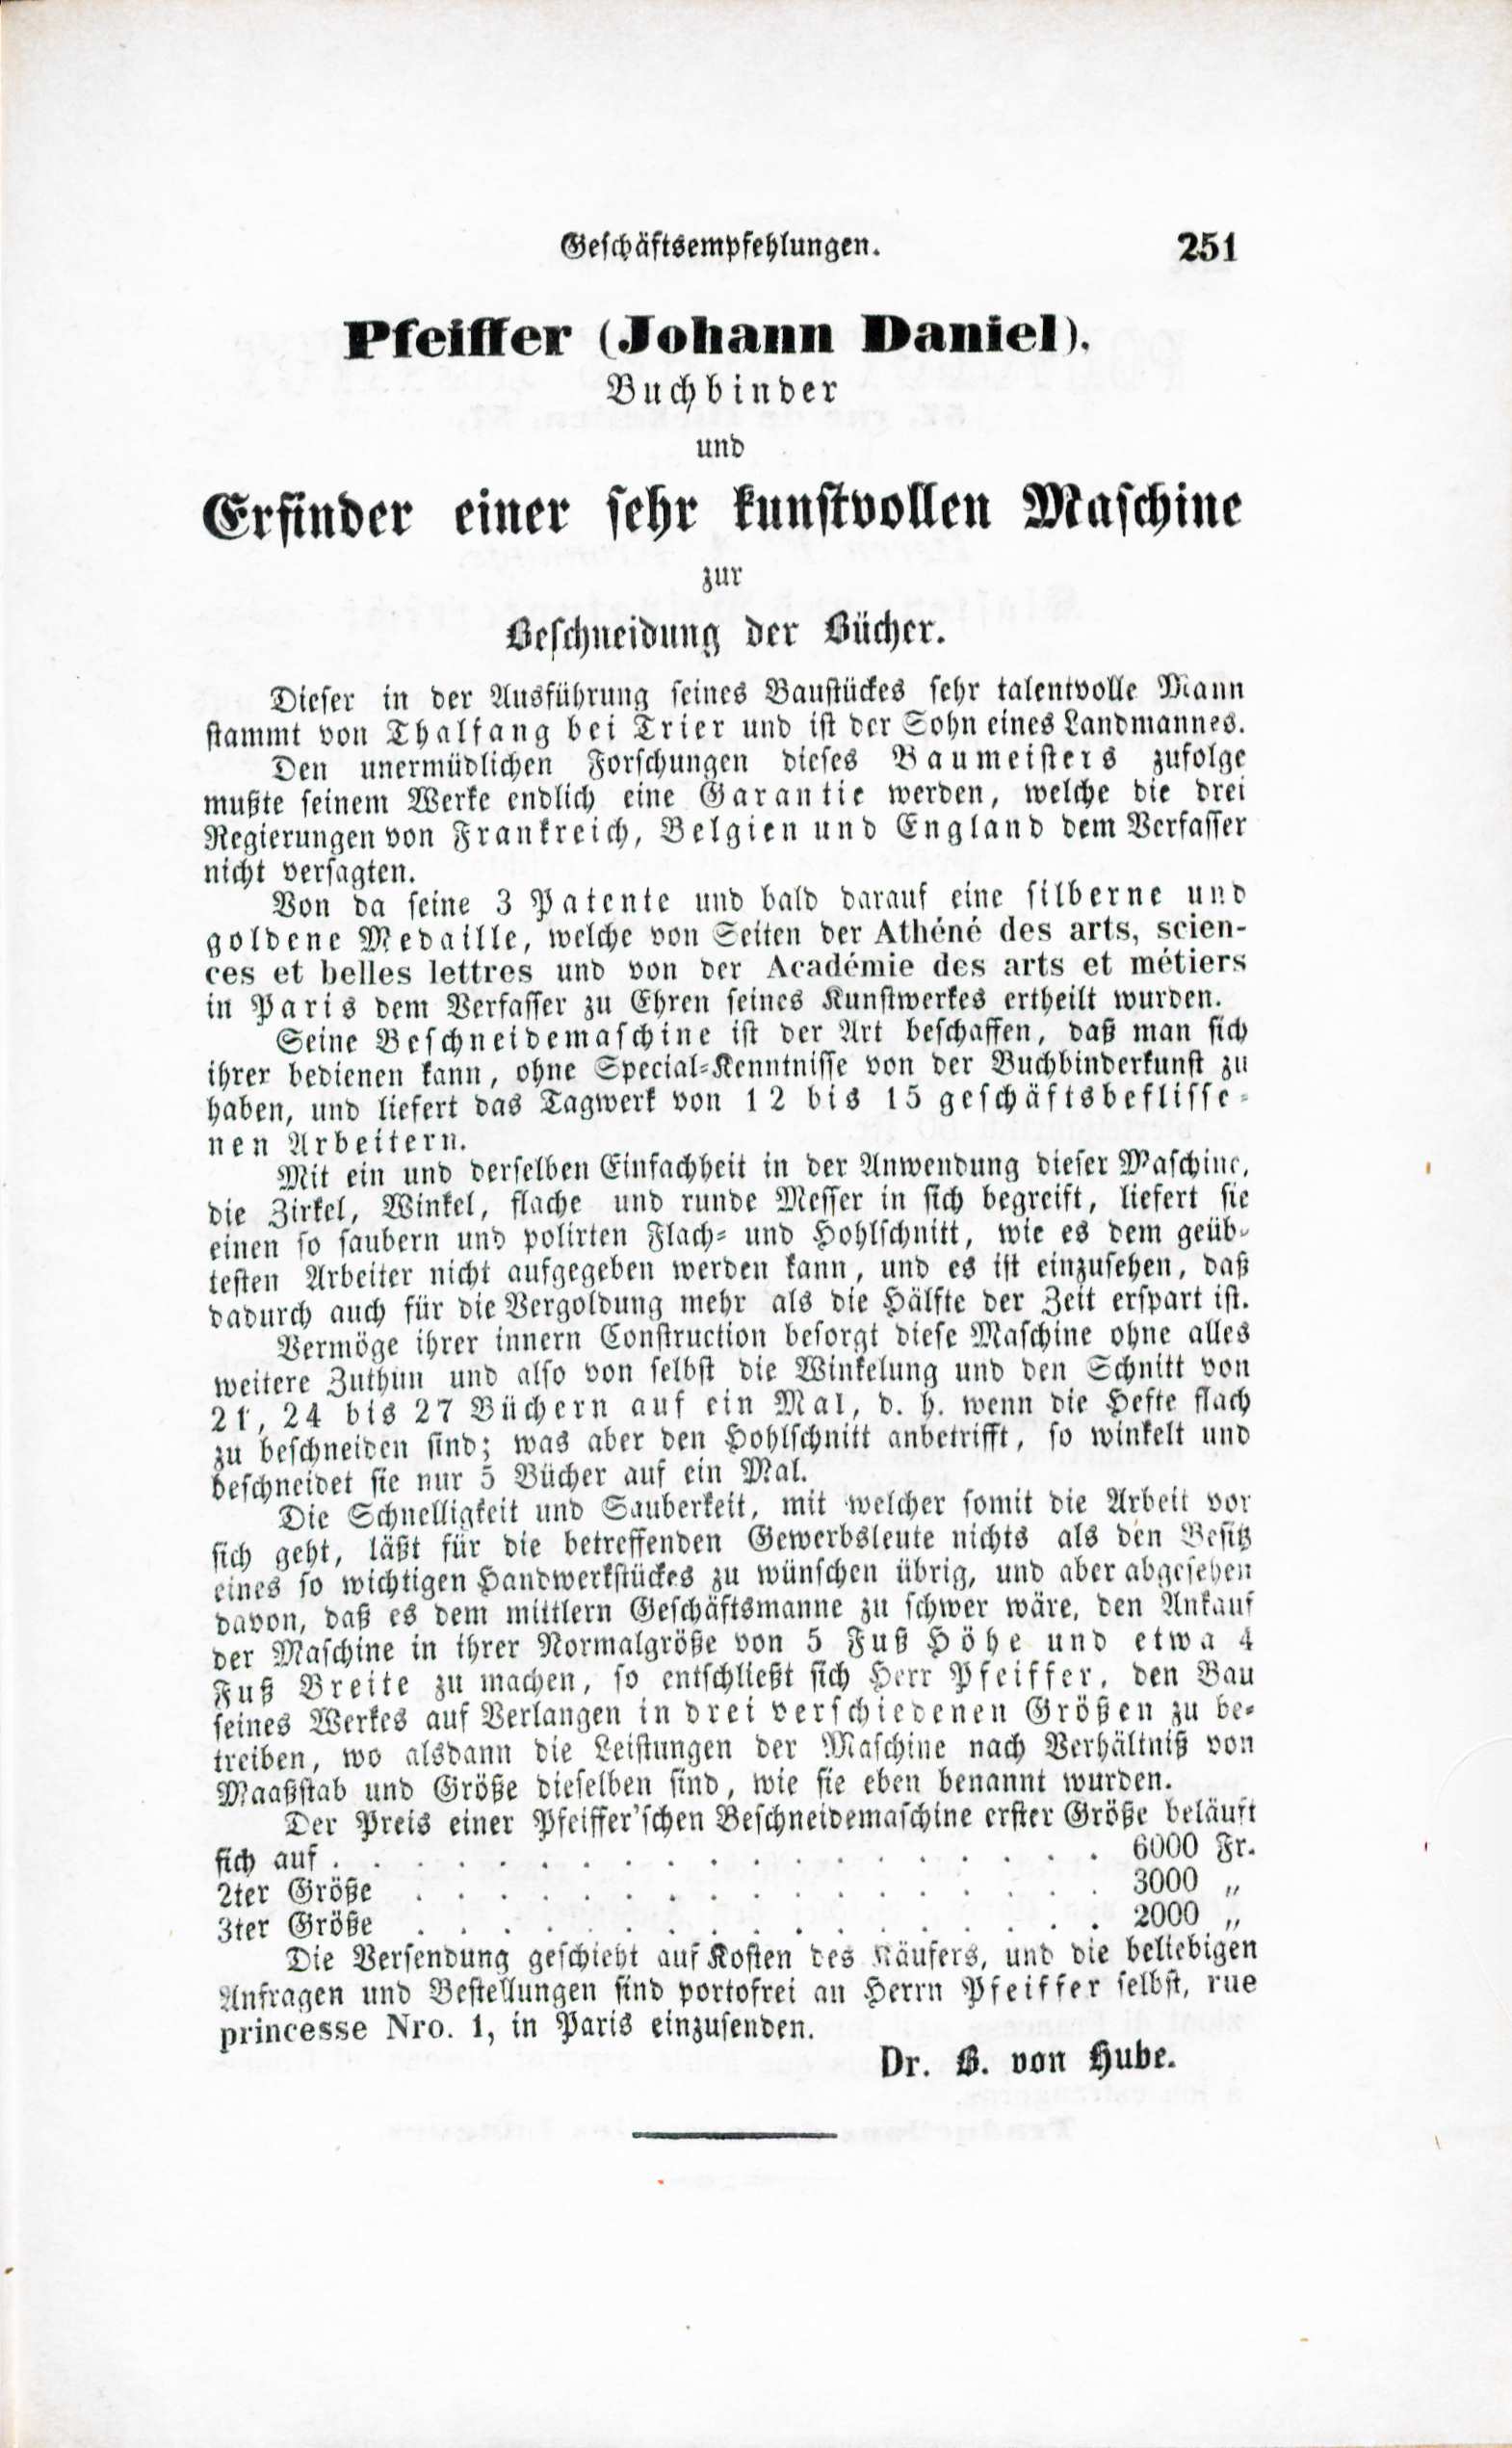 Geschäftsempfehlungen. 251
Pfeiffer (Johann Daniel).
Buchbinder
und
Erfinder einer sehr kunstvollen Maschine
zur
Beschneidung der Bücher.
Dieser in der Ausführung seines Baustückes sehr talentvolle Mann
stammt von Thalfang bei Trier und ist der Sohn eines Landmannes.
Den unermüdlichen Forschungen dieses Baumeisters zufolge
mußte seinem Werke endlich eine Garantie werden, welche die drei
Regierungen von Frankreich, Belgien und England dem Verfasser
nicht versagten.
Von da seine 3 Patente und bald darauf eine silberne und
goldene Medaille, welche von Seiten der Athéné des arts, scien-
ces et belles lettres und von der Académie des arts et métiers
in Paris dem Verfasser zu Ehren seines Kunstwerkes ertheilt wurden.
Seine Beschneidemaschine ist der Art beschaffen, daß man sich
ihrer bedienen kann, ohne Special-Kenntnisse von der Buchbinderkunst zu
haben, und liefert das Tagwerk von 12 bis 15 geschäftsbeflisse-
nen Arbeitern.
Mit ein und derselben Einfachheit in der Anwendung dieser Maschine,
die Zirkel, Winkel, flache und runde Messer in sich begreift, liefert sie
einen so saubern und polirten Flach- und Hohlschnitt, wie es dem geüb-
testen Arbeiter nicht aufgegeben werden kann, und es ist einzusehen, daß
dadurch auch für die Vergoldung mehr als die Hälfte der Zeit erspart ist.
Vermöge ihrer innern Construction besorgt diese Maschine ohne alles
weitere Zuthun und also von selbst die Winkelung und den Schnitt von
21, 24 bis 27 Büchern auf ein Mal, d. h. wenn die Hefte flach
zu beschneiden sind; was aber den Hohlschnitt anbetrifft, so winkelt und
beschneidet sie nur 5 Bücher auf ein Mal.
Die Schnelligkeit und Sauberkeit, mit welcher somit die Arbeit vor
sich geht, läßt für die betreffenden Gewerbsleute nichts als den Besitz
eines so wichtigen Handwerkstückes zu wünschen übrig, und aber abgesehen
davon, daß es dem mittlern Geschäftsmanne zu schwer wäre, den Ankauf
der Maschine in ihrer Normalgröße von 5 Fuß Höhe und etwa 4
Fuß Breite zu machen, so entschließt sich Herr Pfeiffer, den Bau
seines Werkes auf Verlangen in drei verschiedenen Größen zu be-
treiben, wo alsdann die Leistungen der Maschine nach Verhältniß von
Maaßstab und Größe dieselben sind, wie sie eben benannt wurden.
Der Preis einer Pfeiffer'schen Beschneidemaschine erster Größe beläuft
sich auf . . . . . . . . . . . . . . . . . . . 6000 Fr.
2ter Größe . . . . . . . . . . . . . . . . . 3000 „
3ter Größe . . . . . . . . . . . . . . . . . 2000 „
Die Versendung geschieht auf Kosten des Käufers, und die beliebigen
Anfragen und Bestellungen sind portofrei an Herrn Pfeiffer selbst, rue
princesse Nro. 1, in Paris einzusenden.
Dr. B. von Hube.